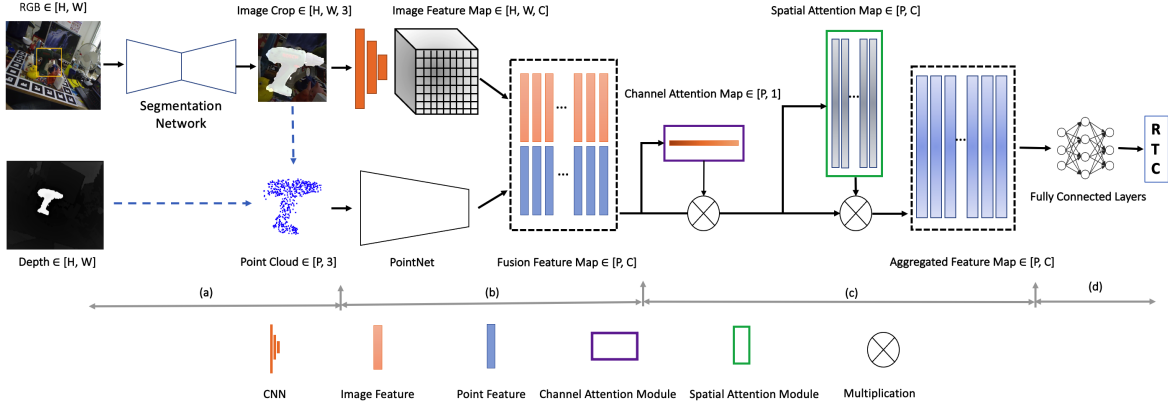 RGB ∈ [H, W]
Image Crop ∈ [H, W, 3]
Image Feature Map ∈ [H, W, C]
Spatial Attention Map ∈ [P, C]
Segmentation
Network
Channel Attention Map ∈ [P, 1]
...
...
...
...
...
...
R
T
C
Fully Connected Layers
Depth ∈ [H, W]
Point Cloud ∈ [P, 3]
PointNet
Fusion Feature Map ∈ [P, C]
Aggregated Feature Map ∈ [P, C]
(a)
(b)
(c)
(d)
CNN
Image Feature
Point Feature
Channel Attention Module
Spatial Attention Module
Multiplication